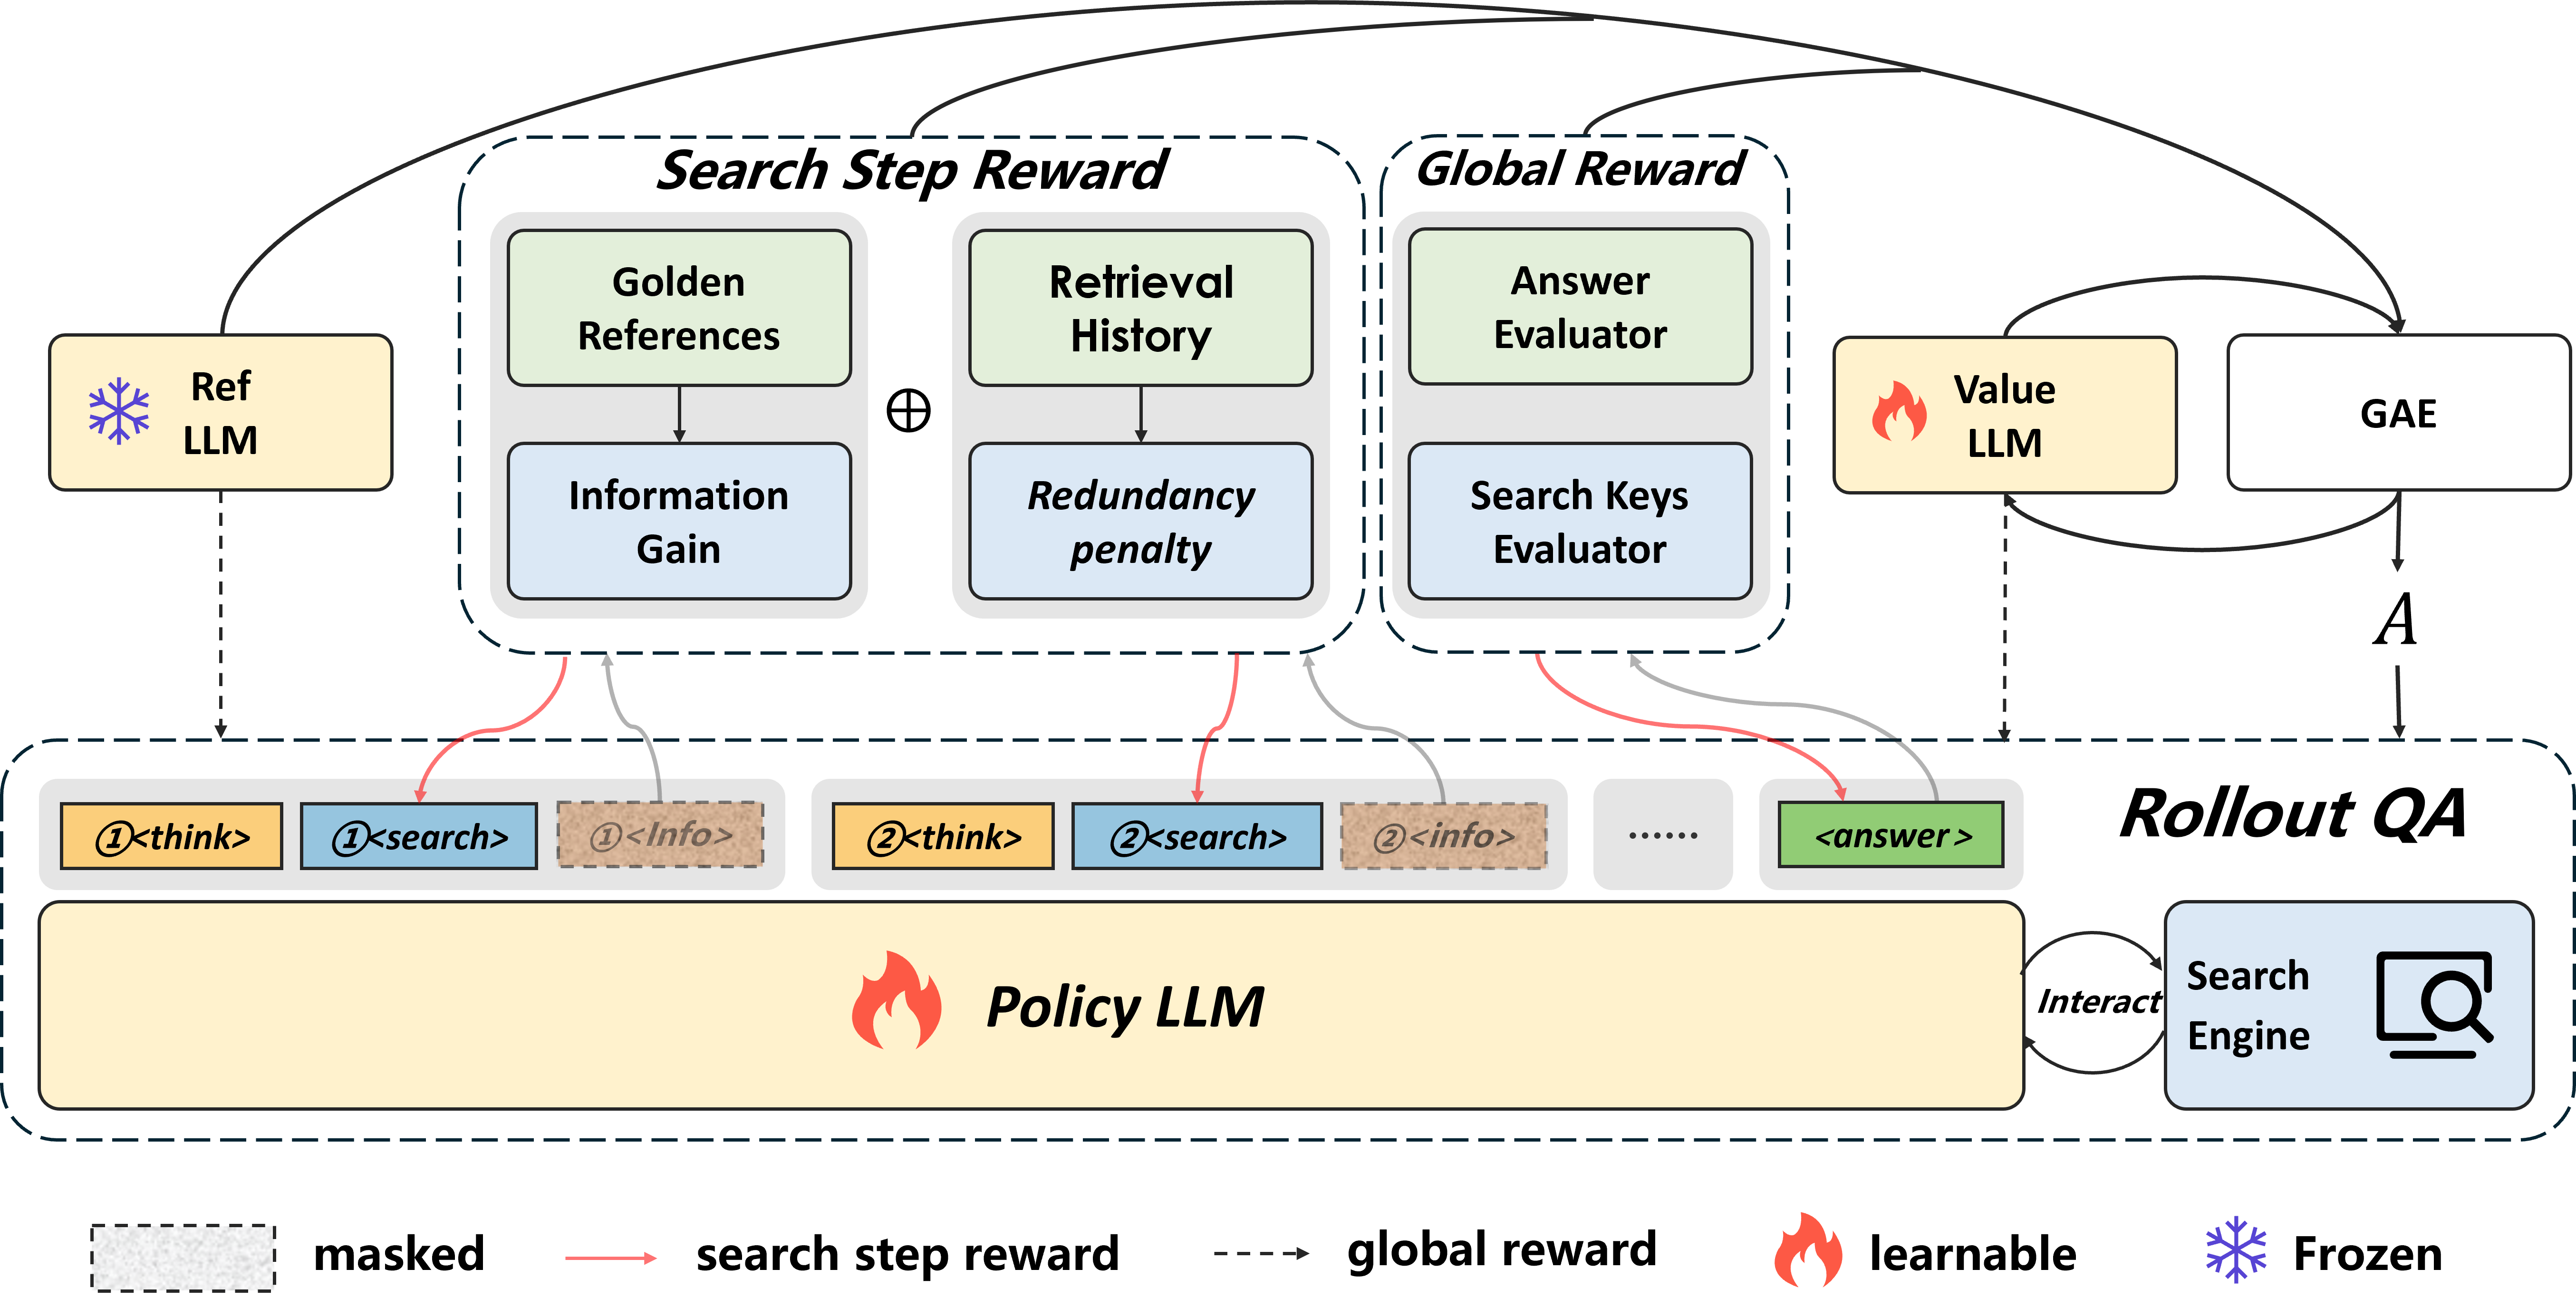 Search Step Reward
Global Reward
Golden
References
Retrieval
History
Answer
Evaluator
Ref
LLM
Information
Gain
Redundancy
penalty
Search Keys
Evaluator
Value
LLM
GAE
A
①<think>
①<search>
①<Info>
②<think>
②<search>
②<info>
······
<answer>
Rollout QA
Policy LLM
Interact
Search
Engine
masked
search step reward
global reward
learnable
Frozen